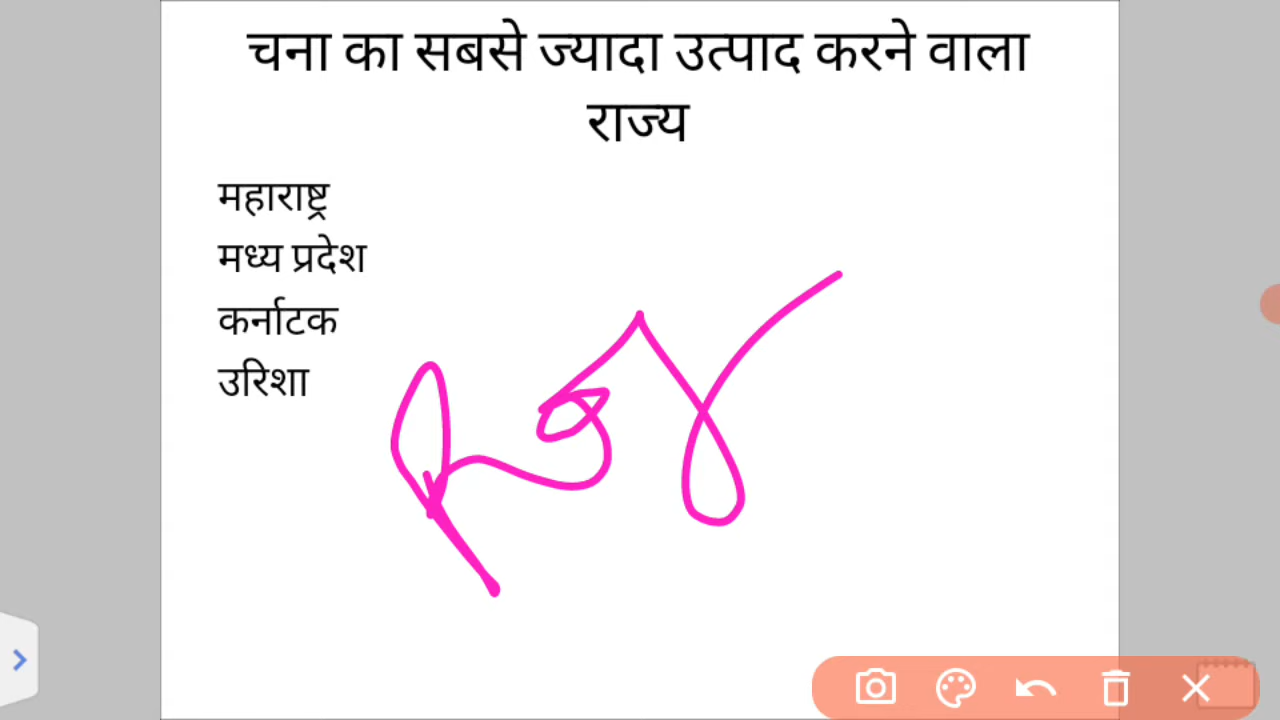 चना का सबसे ज्यादा उत्पाद करने वाला
राज्य
महाराष्ट्र
मध्य प्रदेश
कर्नाटक
उरिशा